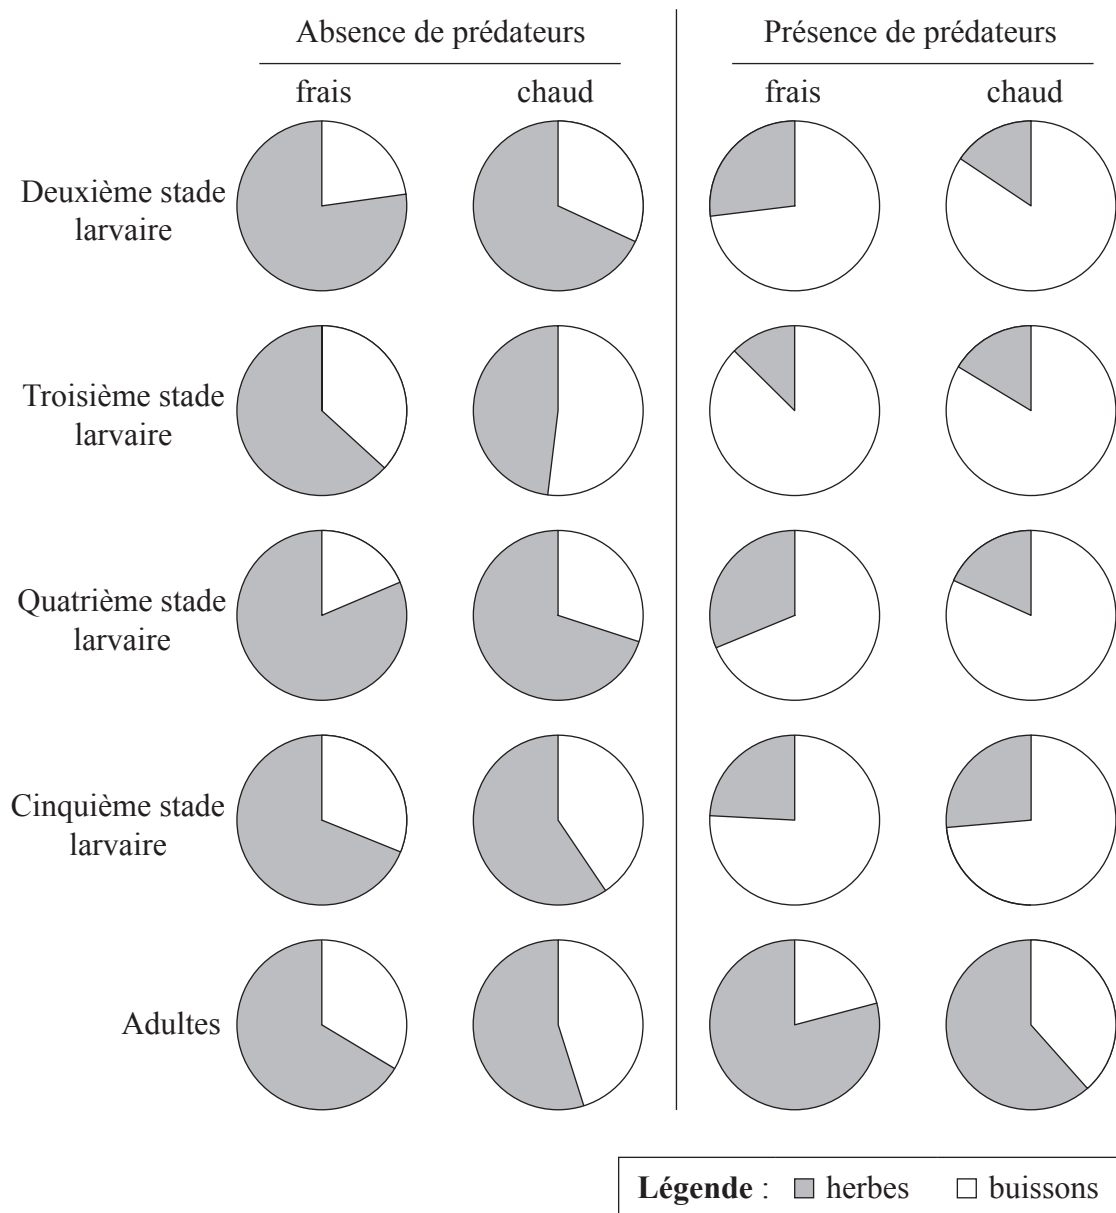 Absence de prédateurs
Présence de prédateurs
frais
chaud
frais
chaud
Deuxième stade
larvaire
Troisième stade
larvaire
Quatrième stade
larvaire
Cinquième stade
larvaire
Adultes
Légende : herbes buissons